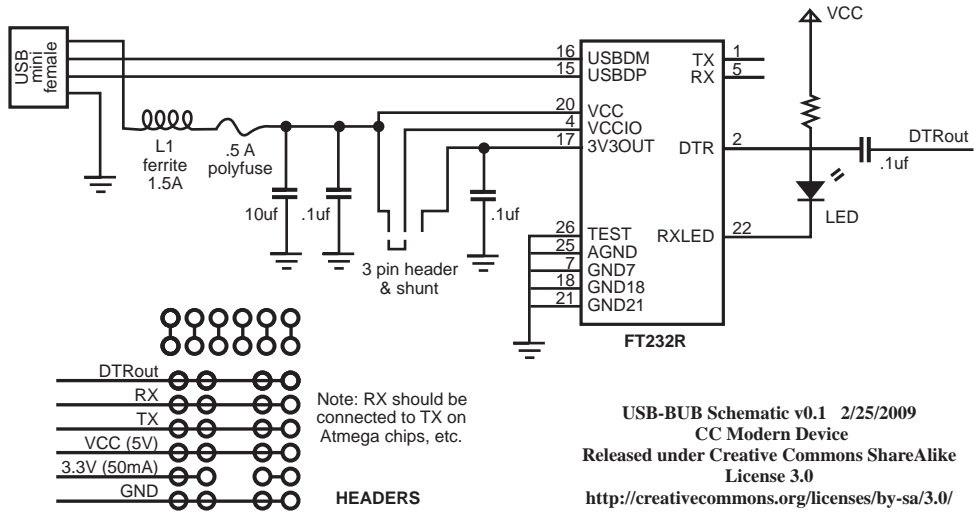 USB
mini
female
L1
ferrite
1.5A
.5 A
polyfuse
10uf
.1uf
3 pin header
& shunt
.1uf
16 USBDM
15 USBDP
20 VCC
4 VCCIO
17 3V3OUT
26 TEST
25 AGND
7 GND7
18 GND18
21 GND21
TX 1
RX 5
DTR 2
RXLED 22
FT232R
VCC
DTRout
.1uf
LED
DTRout
RX
TX
VCC (5V)
3.3V (50mA)
GND
Note: RX should be
connected to TX on
Atmega chips, etc.
HEADERS
USB-BUB Schematic v0.1 2/25/2009
CC Modern Device
Released under Creative Commons ShareAlike
License 3.0
http://creativecommons.org/licenses/by-sa/3.0/